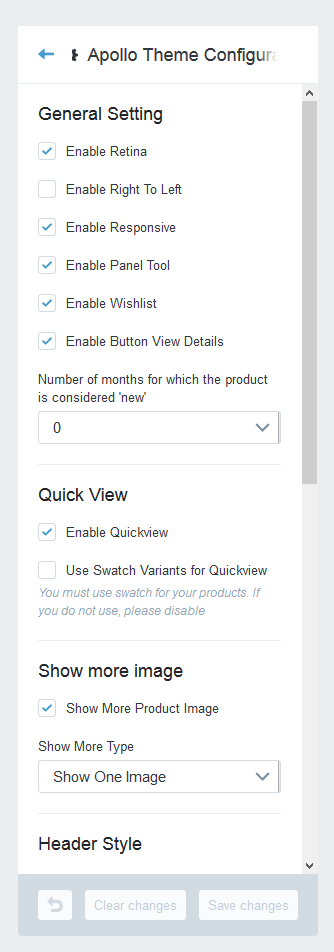 Apollo Theme Configura
General Setting
Enable Retina
Enable Right To Left
Enable Responsive
Enable Panel Tool
Enable Wishlist
Enable Button View Details
Number of months for which the product
is considered 'new'
0
Quick View
Enable Quickview
Use Swatch Variants for Quickview
You must use swatch for your products. If
you do not use, please disable
Show more image
Show More Product Image
Show More Type
Show One Image
Header Style
Clear changes
Save changes